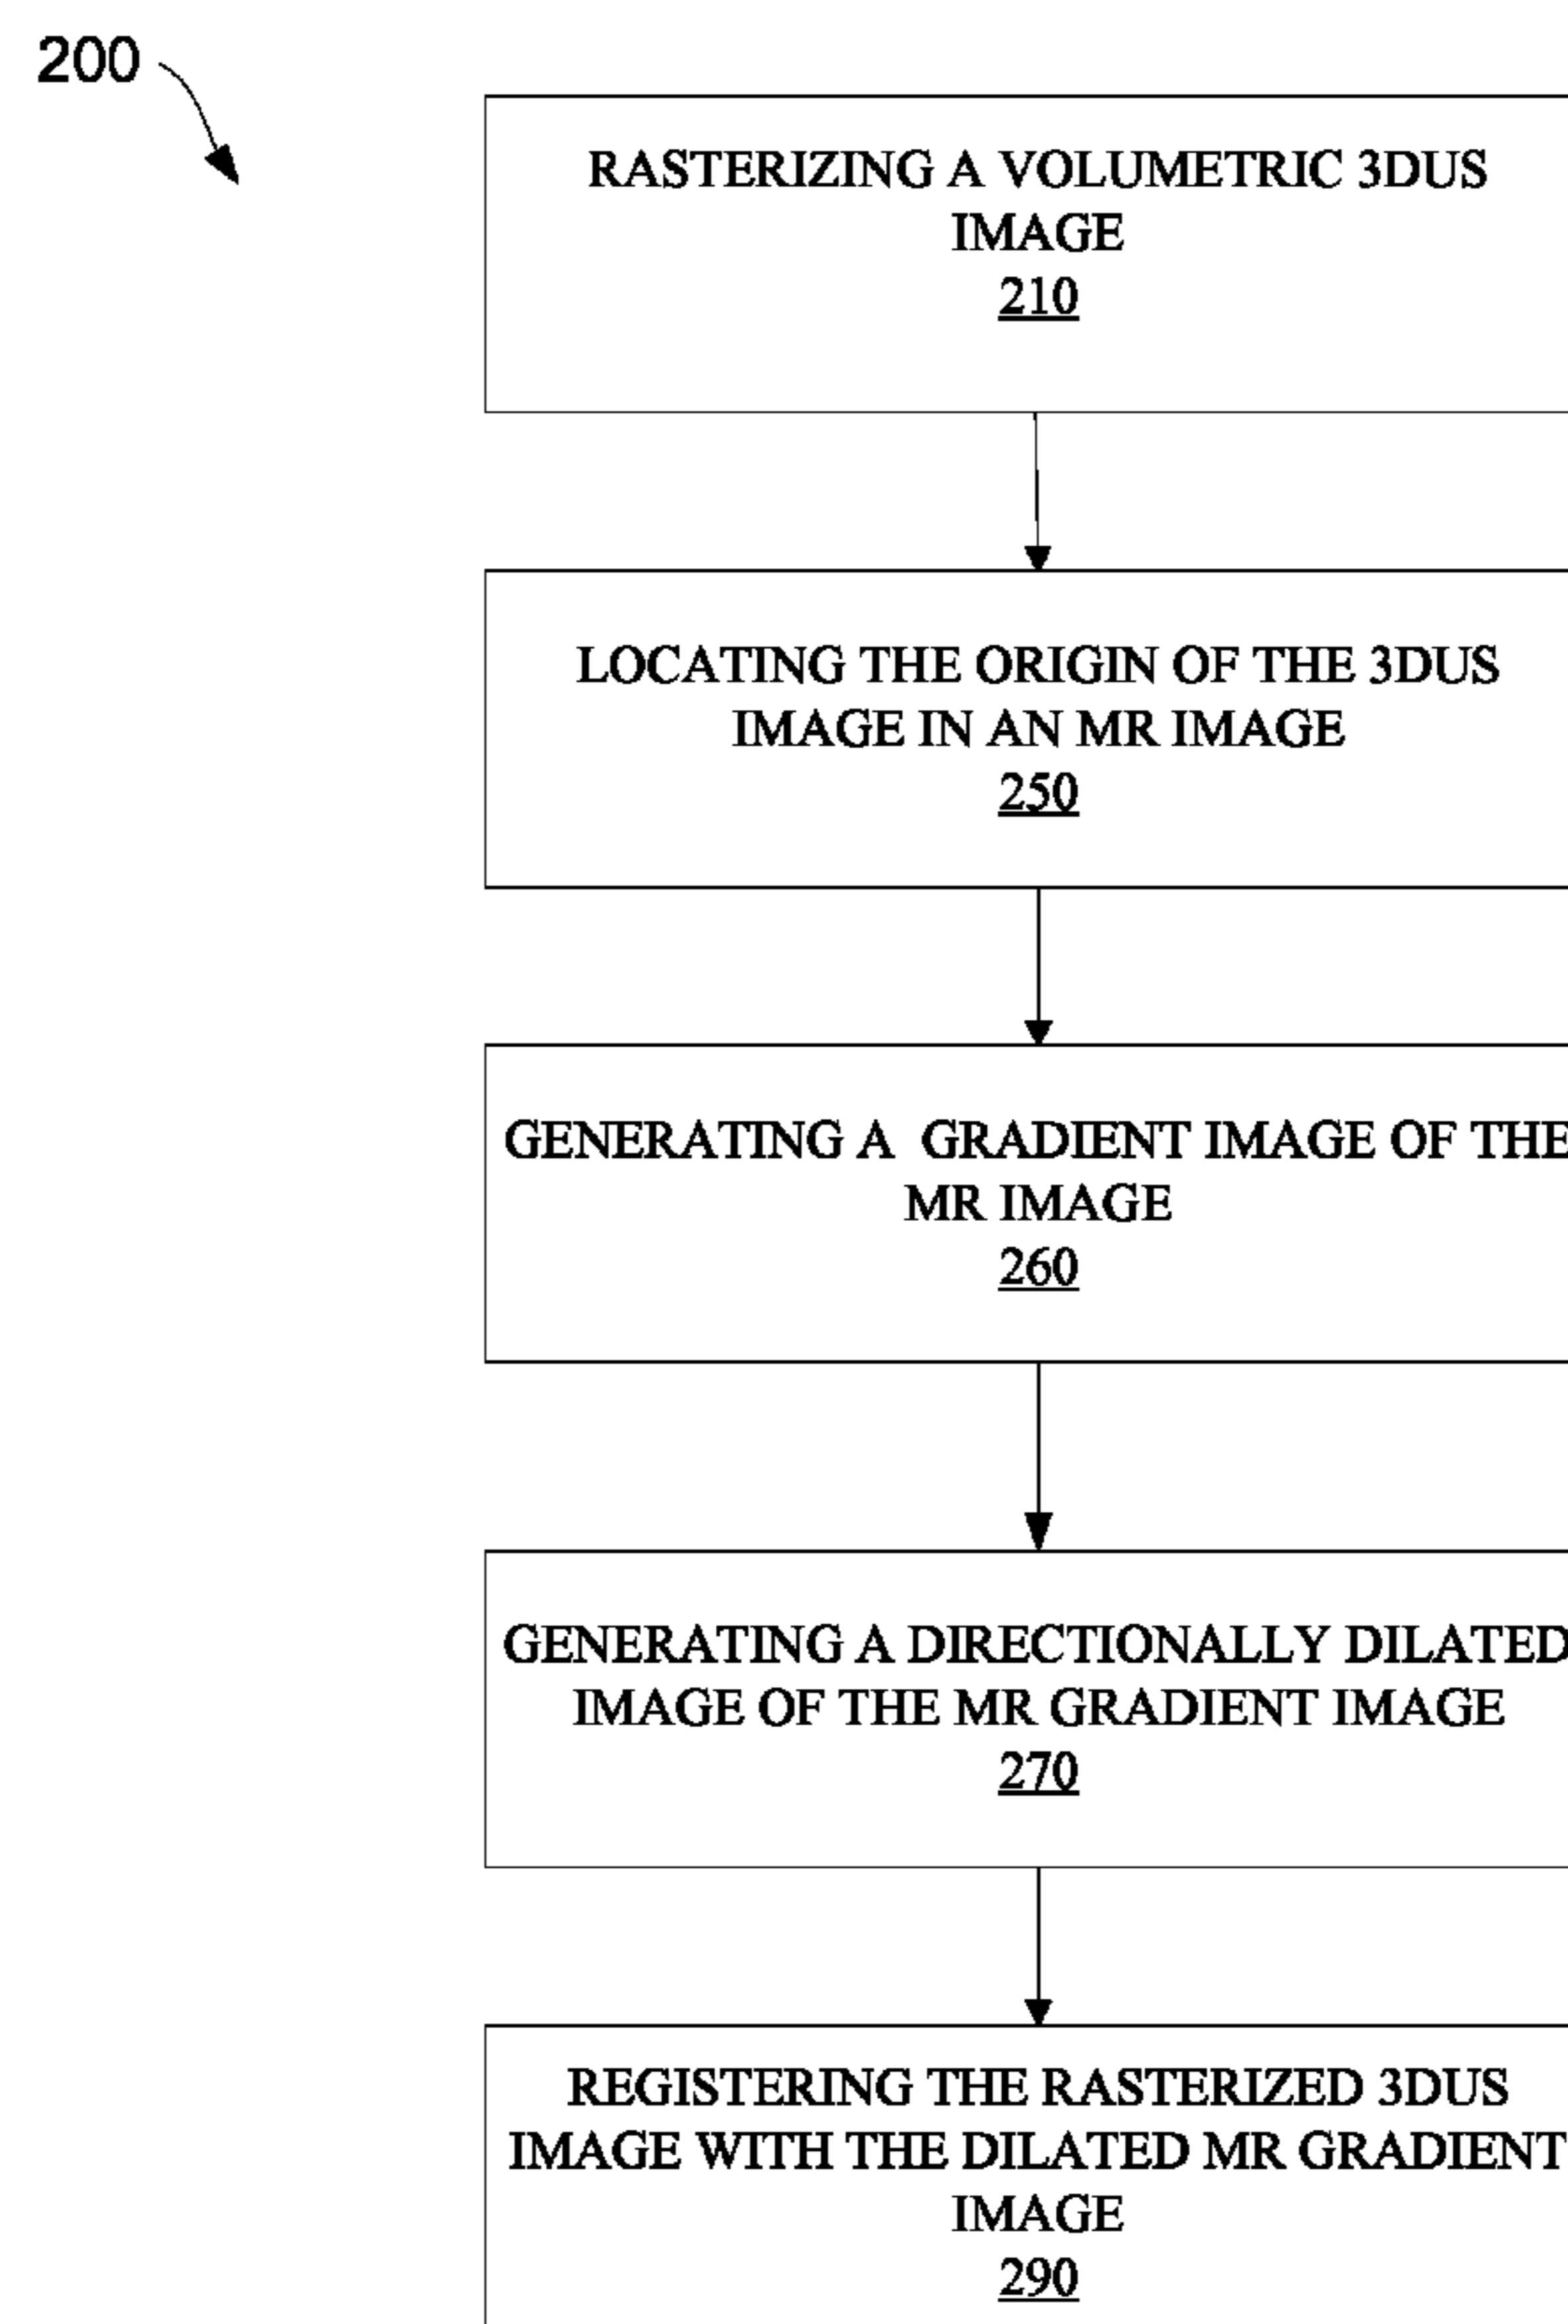 200
RASTERIZING A VOLUMETRIC 3DUS
IMAGE
210
LOCATING THE ORIGIN OF THE 3DUS
IMAGE IN AN MR IMAGE
250
GENERATING A GRADIENT IMAGE OF THE
MR IMAGE
260
GENERATING A DIRECTIONALLY DILATED
IMAGE OF THE MR GRADIENT IMAGE
270
REGISTERING THE RASTERIZED 3DUS
IMAGE WITH THE DILATED MR GRADIENT
IMAGE
290